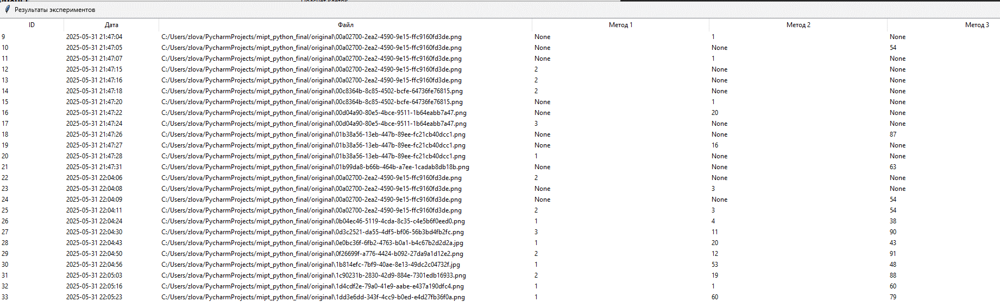 Результаты экспериментов
ID Дата Файл Метод 1 Метод 2 Метод 3
9 2025-05-31 21:47:04 C:/Users/zlova/PycharmProjects/mipt_python_final/original\00a02700-2ea2-4590-9e15-ffc9160fd3de.png None 1 None
10 2025-05-31 21:47:05 C:/Users/zlova/PycharmProjects/mipt_python_final/original\00a02700-2ea2-4590-9e15-ffc9160fd3de.png None None 54
11 2025-05-31 21:47:07 C:/Users/zlova/PycharmProjects/mipt_python_final/original\00a02700-2ea2-4590-9e15-ffc9160fd3de.png None 1 None
12 2025-05-31 21:47:15 C:/Users/zlova/PycharmProjects/mipt_python_final/original\00a02700-2ea2-4590-9e15-ffc9160fd3de.png 2 None None
13 2025-05-31 21:47:16 C:/Users/zlova/PycharmProjects/mipt_python_final/original\00a02700-2ea2-4590-9e15-ffc9160fd3de.png 2 None None
14 2025-05-31 21:47:18 C:/Users/zlova/PycharmProjects/mipt_python_final/original\00c8364b-8c85-4502-bcfe-64736fe76815.png 2 None None
15 2025-05-31 21:47:20 C:/Users/zlova/PycharmProjects/mipt_python_final/original\00c8364b-8c85-4502-bcfe-64736fe76815.png None 1 None
16 2025-05-31 21:47:22 C:/Users/zlova/PycharmProjects/mipt_python_final/original\00d04a90-80e5-4bce-9511-1b64eabb7a47.png None 20 None
17 2025-05-31 21:47:24 C:/Users/zlova/PycharmProjects/mipt_python_final/original\00d04a90-80e5-4bce-9511-1b64eabb7a47.png 3 None None
18 2025-05-31 21:47:26 C:/Users/zlova/PycharmProjects/mipt_python_final/original\01b38a56-13eb-447b-89ee-fc21cb40dcc1.png None None 87
19 2025-05-31 21:47:27 C:/Users/zlova/PycharmProjects/mipt_python_final/original\01b38a56-13eb-447b-89ee-fc21cb40dcc1.png None 16 None
20 2025-05-31 21:47:28 C:/Users/zlova/PycharmProjects/mipt_python_final/original\01b38a56-13eb-447b-89ee-fc21cb40dcc1.png 1 None None
21 2025-05-31 21:47:31 C:/Users/zlova/PycharmProjects/mipt_python_final/original\01b99da8-b66b-464b-a7ee-1cadab8db18b.png None None 63
22 2025-05-31 22:04:06 C:/Users/zlova/PycharmProjects/mipt_python_final/original\00a02700-2ea2-4590-9e15-ffc9160fd3de.png 2 None None
23 2025-05-31 22:04:08 C:/Users/zlova/PycharmProjects/mipt_python_final/original\00a02700-2ea2-4590-9e15-ffc9160fd3de.png None 3 None
24 2025-05-31 22:04:09 C:/Users/zlova/PycharmProjects/mipt_python_final/original\00a02700-2ea2-4590-9e15-ffc9160fd3de.png None None 54
25 2025-05-31 22:04:11 C:/Users/zlova/PycharmProjects/mipt_python_final/original\00a02700-2ea2-4590-9e15-ffc9160fd3de.png 2 3 54
26 2025-05-31 22:04:24 C:/Users/zlova/PycharmProjects/mipt_python_final/original\0b04ec46-5119-4cda-8c35-c4e5b6f0eed0.png 1 4 38
27 2025-05-31 22:04:30 C:/Users/zlova/PycharmProjects/mipt_python_final/original\0d3c2521-da55-4df5-bf06-56b3bd4fb2fc.png 3 11 90
28 2025-05-31 22:04:43 C:/Users/zlova/PycharmProjects/mipt_python_final/original\0e0bc36f-6fb2-4763-b0a1-b4c67b2d2d2a.jpg 1 20 43
29 2025-05-31 22:04:50 C:/Users/zlova/PycharmProjects/mipt_python_final/original\0f26699f-a776-4424-b092-27da9a1d12e2.png 2 12 91
30 2025-05-31 22:04:56 C:/Users/zlova/PycharmProjects/mipt_python_final/original\1b814efc-7bf9-40ae-8e13-49dc2c04732f.jpg 1 53 48
31 2025-05-31 22:05:03 C:/Users/zlova/PycharmProjects/mipt_python_final/original\1c90231b-2830-42d9-884e-7301edb16933.png 2 19 88
32 2025-05-31 22:05:16 C:/Users/zlova/PycharmProjects/mipt_python_final/original\1d4cdf2e-79a0-41e9-aabe-e437a190dfc4.png 1 1 60
33 2025-05-31 22:05:23 C:/Users/zlova/PycharmProjects/mipt_python_final/original\1dd3e6dd-343f-4cc9-b0ed-e4d27fb36f0a.png 1 60 79